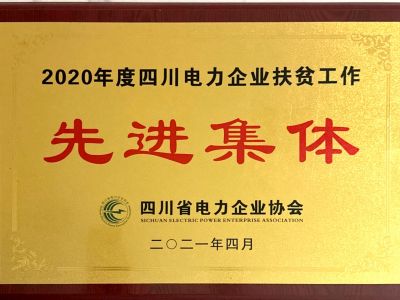 2020年度四川电力企业扶贫工作
先进集体
四川省电力企业协会
SICHUAN ELECTRIC POWER ENTERPRISE ASSOCIATION
二〇二一年四月